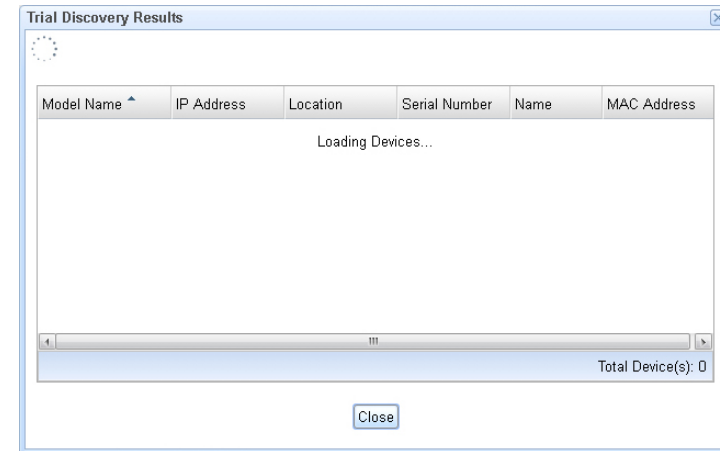 Trial Discovery Results
Model Name IP Address Location Serial Number Name MAC Address
Loading Devices...
Total Device(s): 0
Close